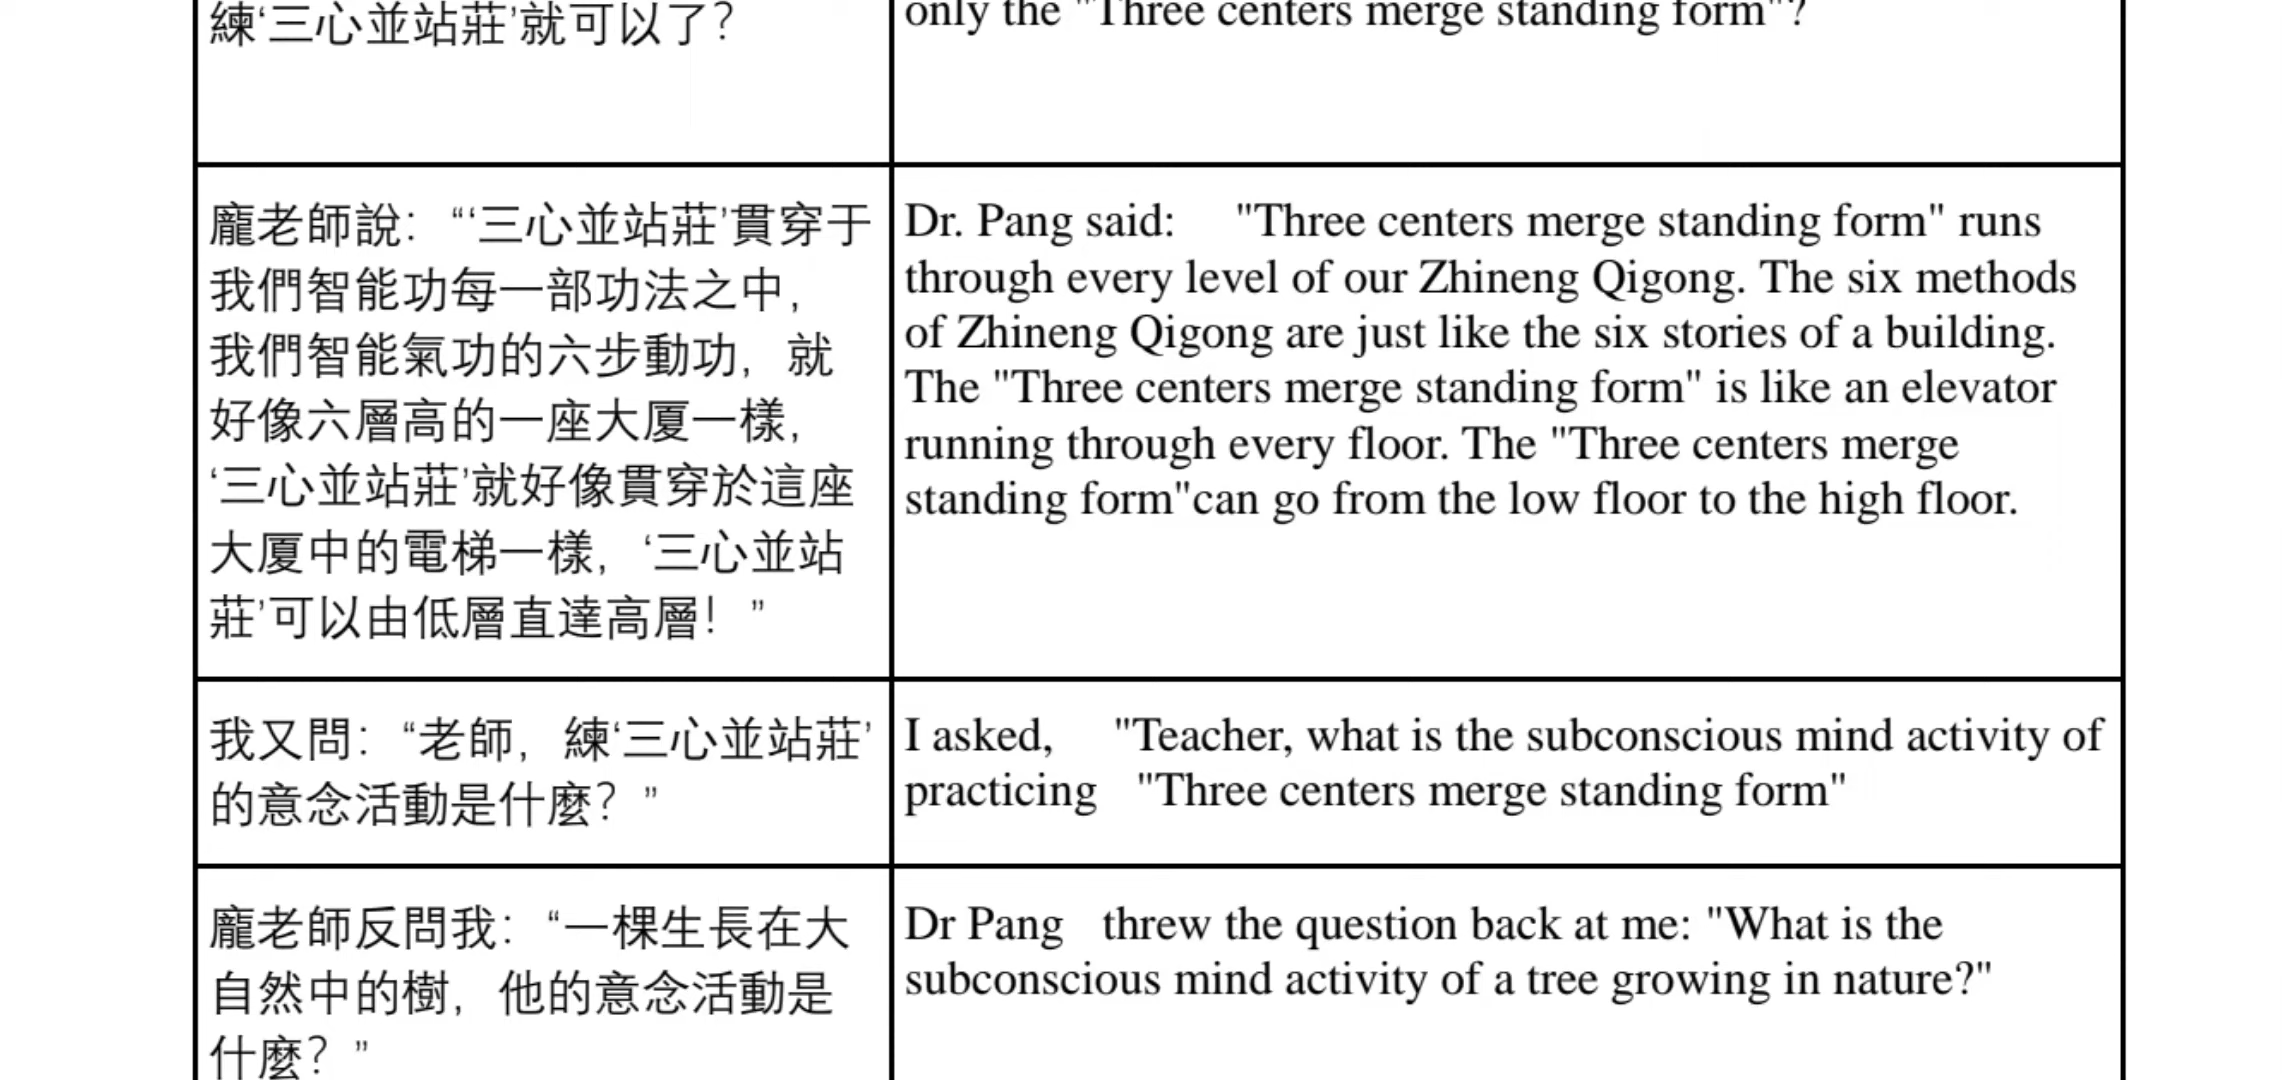 練‘三心並站莊’就可以了？
only the "Three centers merge standing form"?
龐老師說：“‘三心並站莊’貫穿于
我們智能功每一部功法之中，
我們智能氣功的六步動功，就
好像六層高的一座大厦一樣，
‘三心並站莊’就好像貫穿於這座
大厦中的電梯一樣，‘三心並站
莊’可以由低層直達高層！”
Dr. Pang said: "Three centers merge standing form" runs
through every level of our Zhineng Qigong. The six methods
of Zhineng Qigong are just like the six stories of a building.
The "Three centers merge standing form" is like an elevator
running through every floor. The "Three centers merge
standing form"can go from the low floor to the high floor.
我又問：“老師，練‘三心並站莊’
的意念活動是什麼？”
I asked, "Teacher, what is the subconscious mind activity of
practicing "Three centers merge standing form"
龐老師反問我：“一棵生長在大
自然中的樹，他的意念活動是
什麼？”
Dr Pang threw the question back at me: "What is the
subconscious mind activity of a tree growing in nature?"